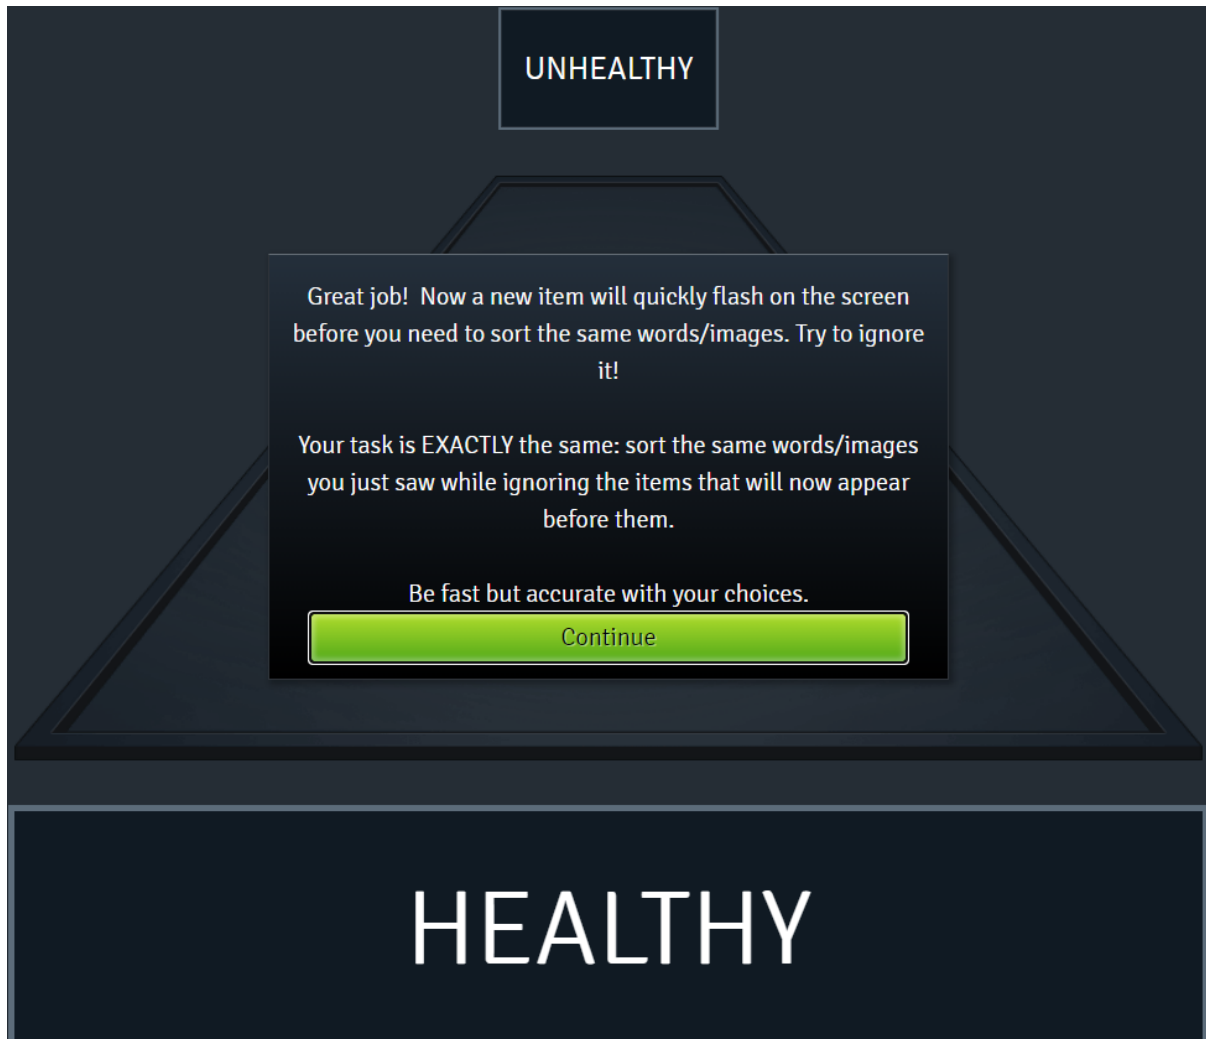 UNHEALTHY
Great job!  Now a new item will quickly flash on the screen
before you need to sort the same words/images. Try to ignore
it!
Your task is EXACTLY the same: sort the same words/images
you just saw while ignoring the items that will now appear
before them.
Be fast but accurate with your choices.
Continue
HEALTHY